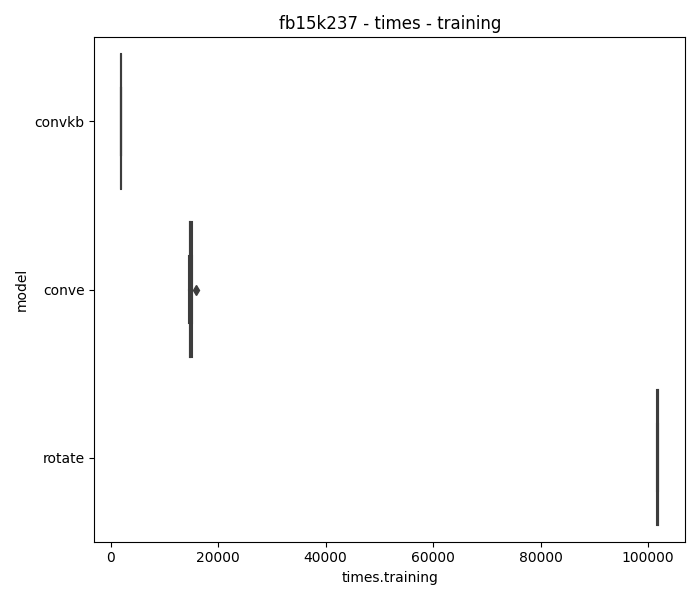 fb15k237 - times - training
convkb
conve
rotate
model
0 20000 40000 60000 80000 100000
times.training